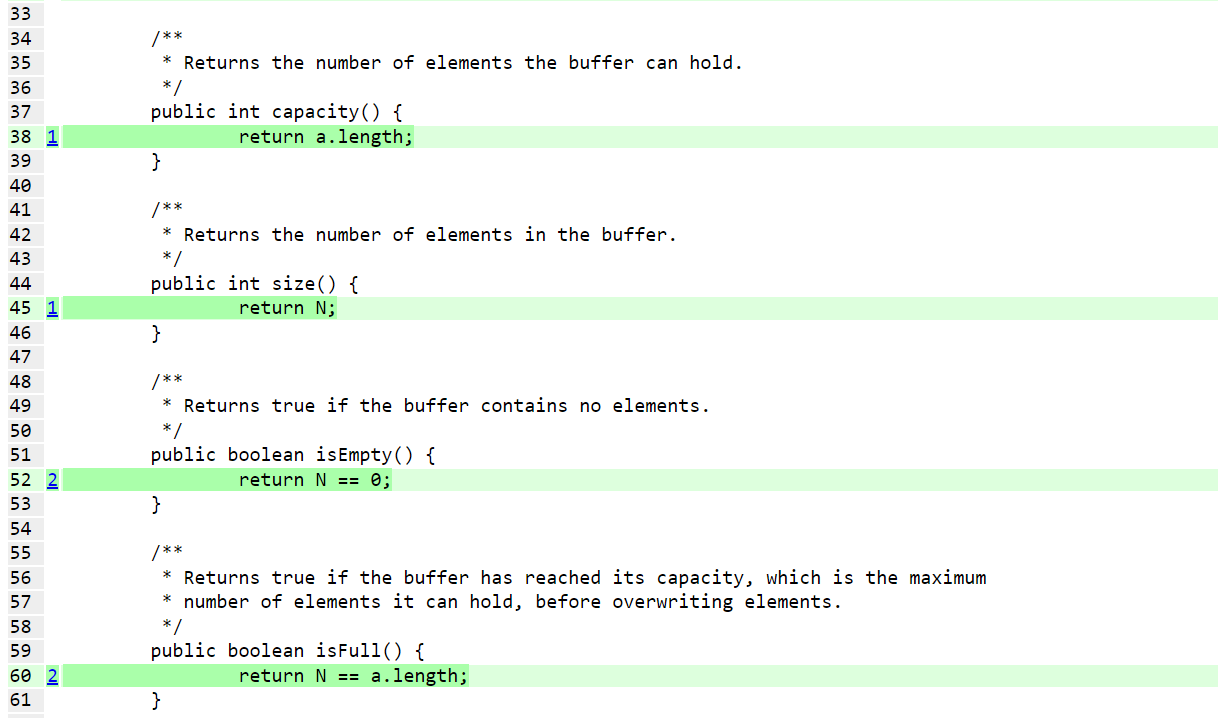 33
34 /**
35 * Returns the number of elements the buffer can hold.
36 */
37 public int capacity() {
38 1 return a.length;
39 }
40
41 /**
42 * Returns the number of elements in the buffer.
43 */
44 public int size() {
45 1 return N;
46 }
47
48 /**
49 * Returns true if the buffer contains no elements.
50 */
51 public boolean isEmpty() {
52 2 return N == 0;
53 }
54
55 /**
56 * Returns true if the buffer has reached its capacity, which is the maximum
57 * number of elements it can hold, before overwriting elements.
58 */
59 public boolean isFull() {
60 2 return N == a.length;
61 }